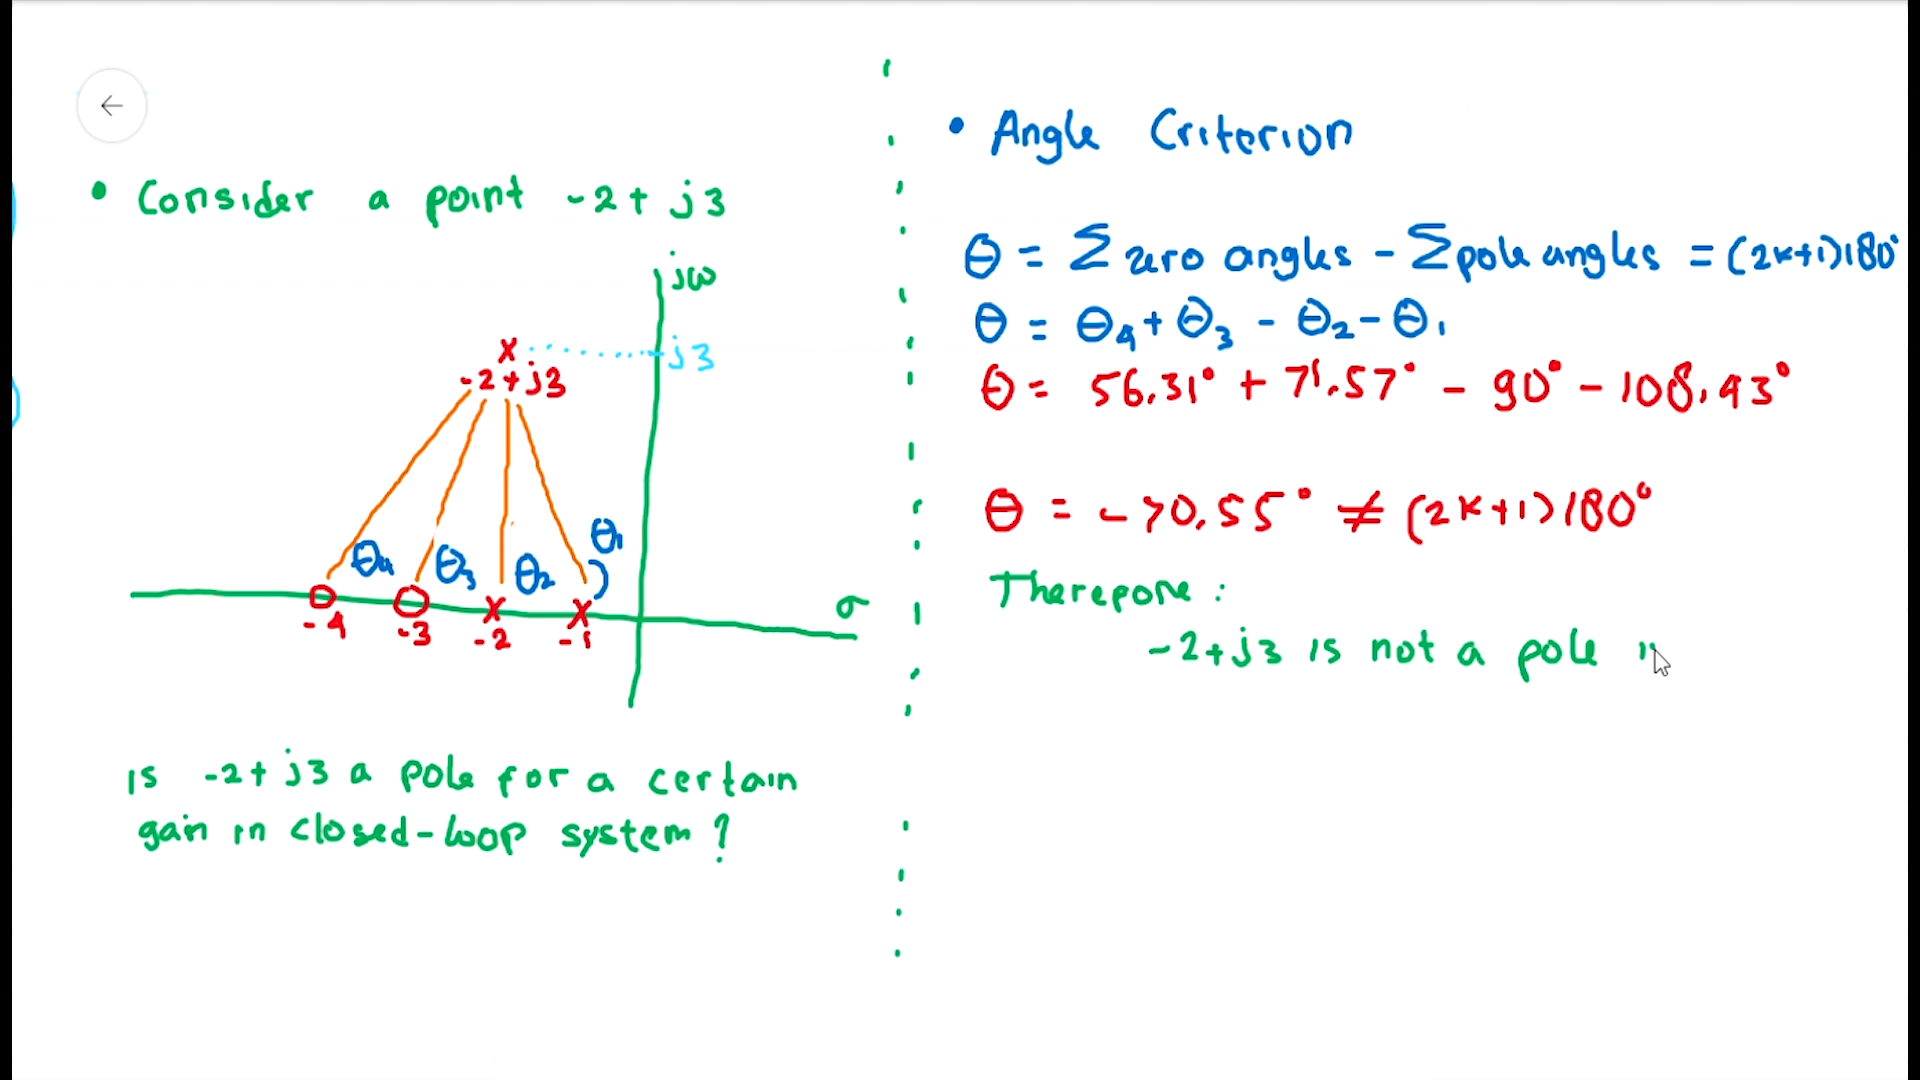 • Consider a point -2+j3
jω
x
j3
-2+j3
θ1
θ4 θ3 θ2
σ
x x
-4 -3 -2 -1
Is -2+j3 a pole for a certain
gain in closed-loop system?
• Angle Criterion
θ = Σ zero angles - Σ pole angles = (2k+1)180°
θ = θ4 + θ3 - θ2 - θ1
θ = 56.31° + 71.57° - 90° - 108.43°
θ = -70.55° ≠ (2k+1)180°
Therefore:
-2+j3 is not a pole